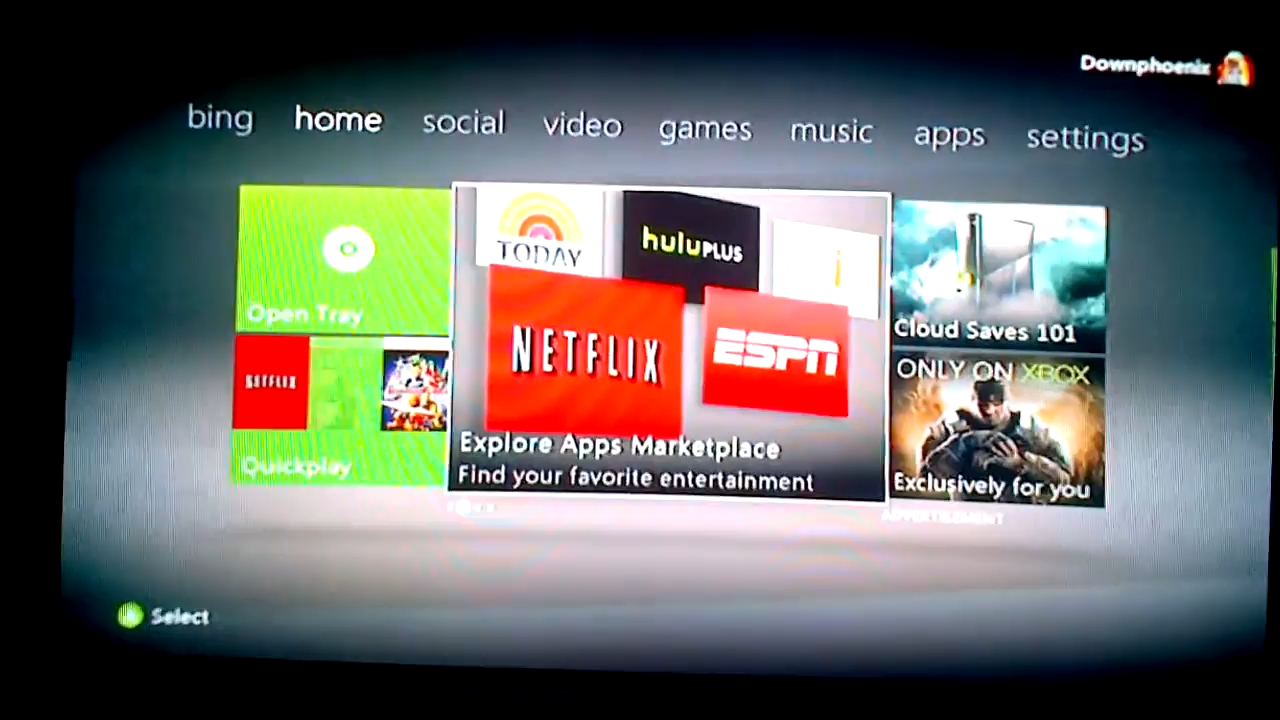 Downphoenix
bing home social video games music apps settings
Open Tray
NETFLIX
Quickplay
TODAY
huluPLUS
NETFLIX
ESPN
Explore Apps Marketplace
Find your favorite entertainment
Cloud Saves 101
ONLY ON XBOX
Exclusively for you
ADVERTISEMENT
Select